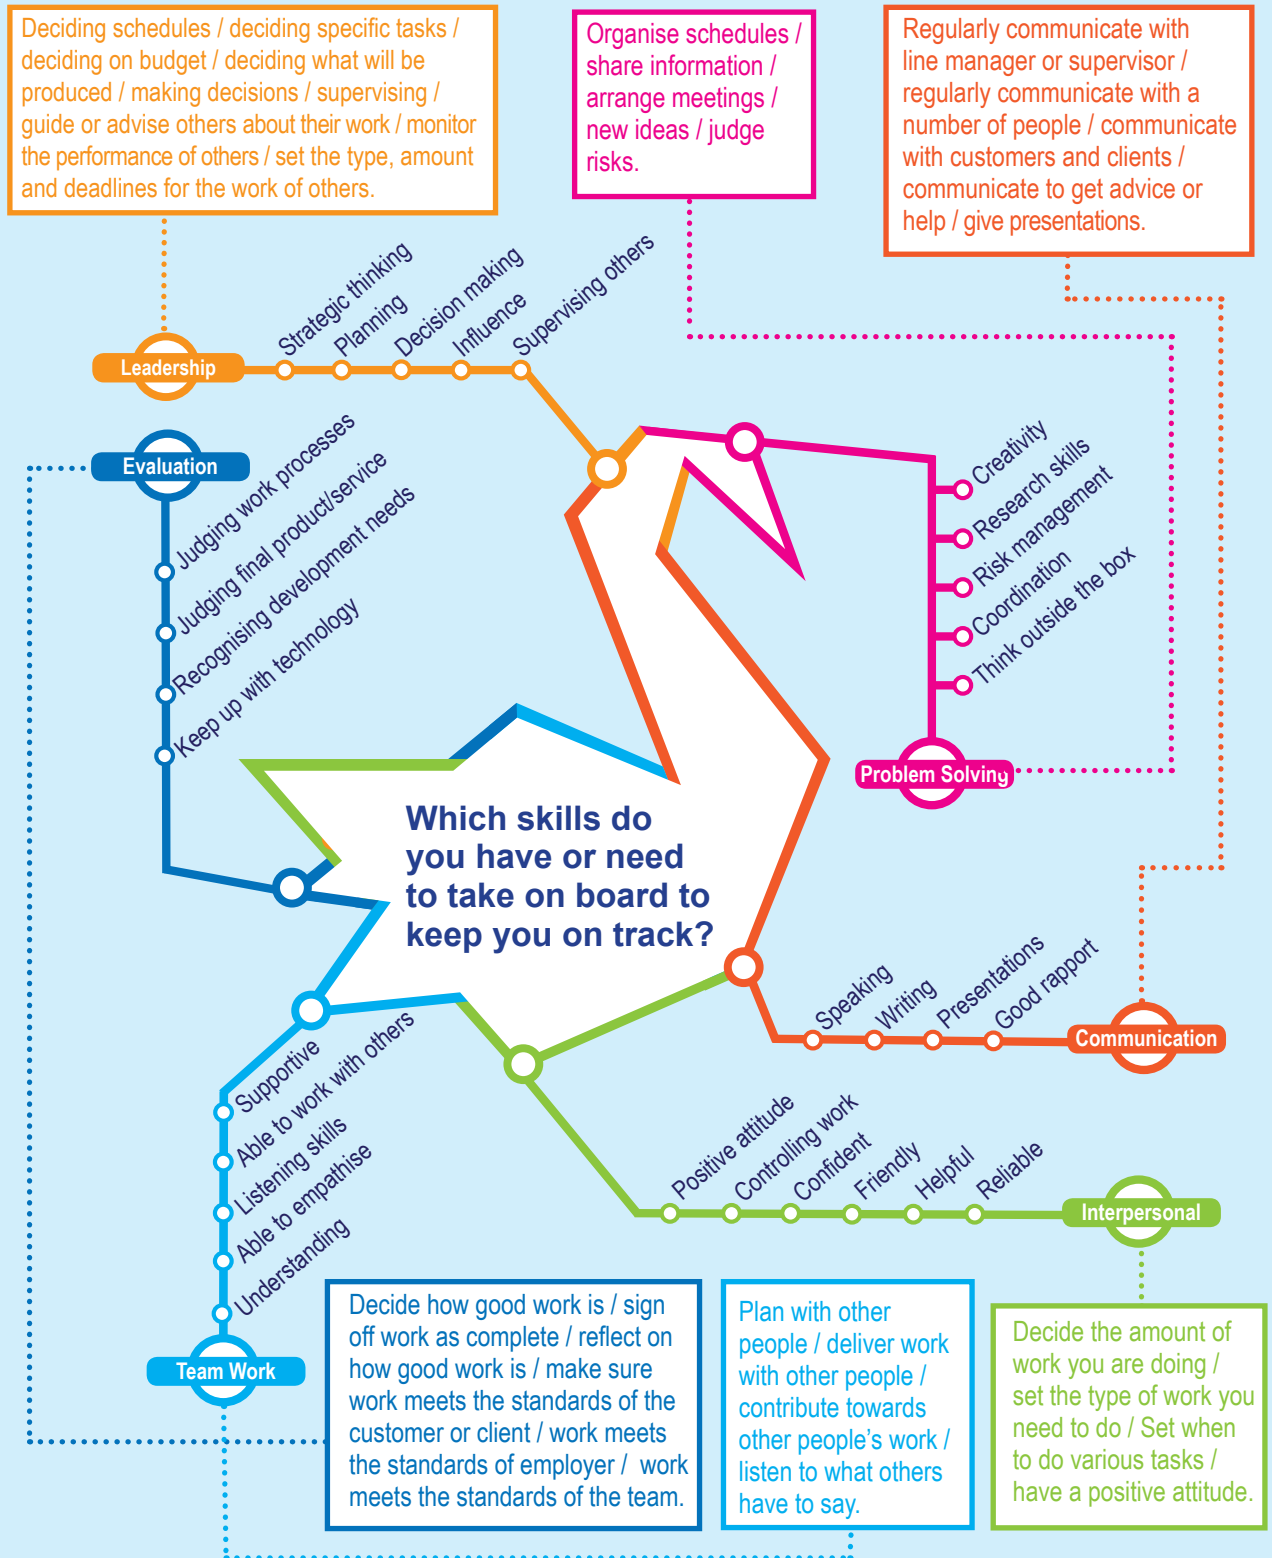 Deciding schedules / deciding specific tasks /
deciding on budget / deciding what will be
produced / making decisions / supervising /
guide or advise others about their work / monitor
the performance of others / set the type, amount
and deadlines for the work of others.
Organise schedules /
share information /
arrange meetings /
new ideas / judge
risks.
Regularly communicate with
line manager or supervisor /
regularly communicate with a
number of people / communicate
with customers and clients /
communicate to get advice or
help / give presentations.
Leadership
Strategic thinking
Planning
Decision making
Influence
Supervising others
Evaluation
Judging work processes
Judging final product/service
Recognising development needs
Keep up with technology
Creativity
Research skills
Risk management
Coordination
Think outside the box
Problem Solving
Which skills do
you have or need
to take on board to
keep you on track?
Speaking
Writing
Presentations
Good rapport
Communication
Supportive
Able to work with others
Listening skills
Able to empathise
Understanding
Team Work
Positive attitude
Controlling work
Confident
Friendly
Helpful
Reliable
Interpersonal
Decide how good work is / sign
off work as complete / reflect on
how good work is / make sure
work meets the standards of the
customer or client / work meets
the standards of employer / work
meets the standards of the team.
Plan with other
people / deliver work
with other people /
contribute towards
other people's work /
listen to what others
have to say.
Decide the amount of
work you are doing /
set the type of work you
need to do / Set when
to do various tasks /
have a positive attitude.